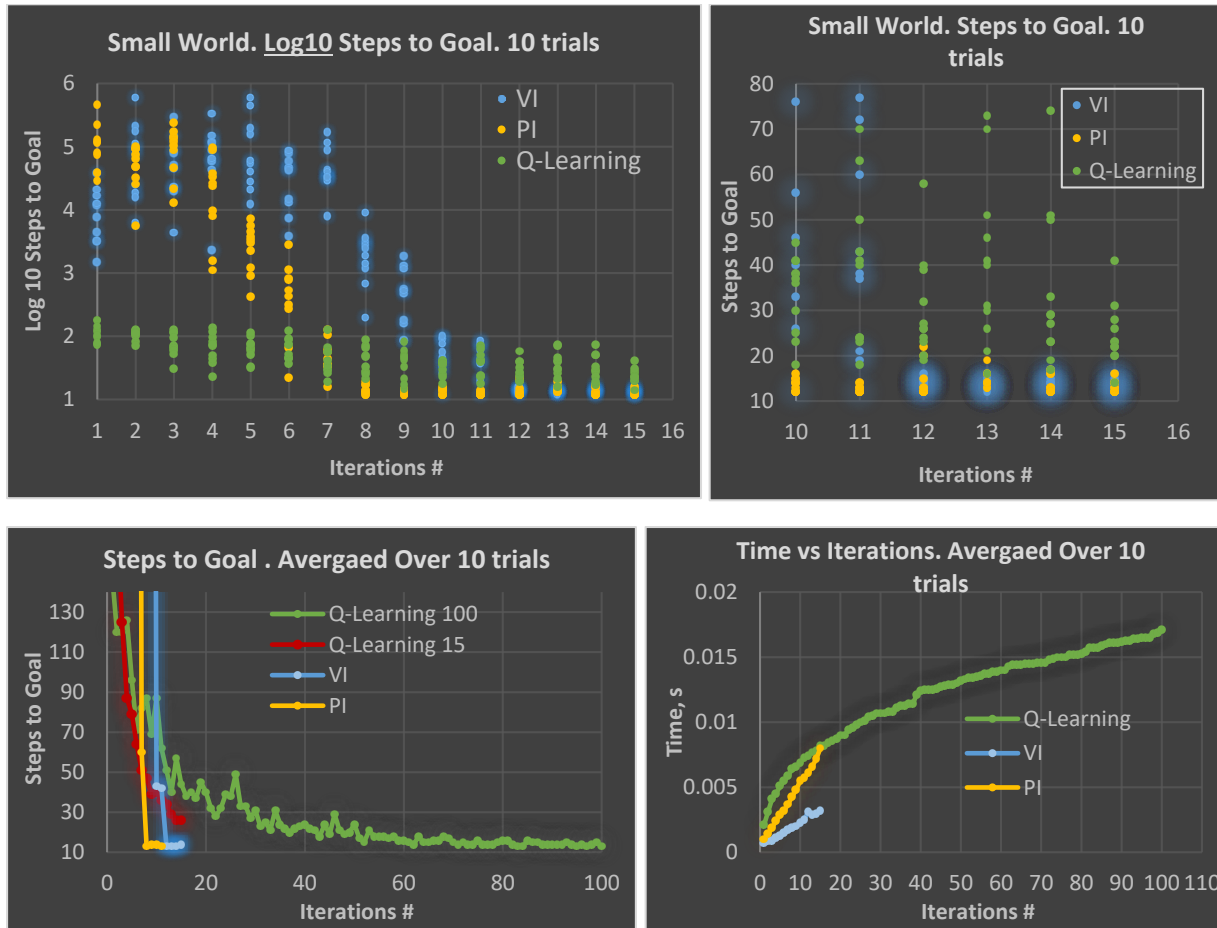 Small World. Log10 Steps to Goal. 10 trials
6
5
4
3
2
1
Log 10 Steps to Goal
VI
PI
Q-Learning
1 2 3 4 5 6 7 8 9 10 11 12 13 14 15 16
Iterations #
Small World. Steps to Goal. 10
trials
80
70
60
50
40
30
20
10
Steps to Goal
VI
PI
Q-Learning
10 11 12 13 14 15 16
Iterations #
Steps to Goal . Avergaed Over 10 trials
130
110
90
70
50
30
10
Steps to Goal
Q-Learning 100
Q-Learning 15
VI
PI
0 20 40 60 80 100
Iterations #
Time vs Iterations. Avergaed Over 10
trials
0.02
0.015
0.01
0.005
0
Time, s
Q-Learning
VI
PI
0 10 20 30 40 50 60 70 80 90 100 110
Iterations #